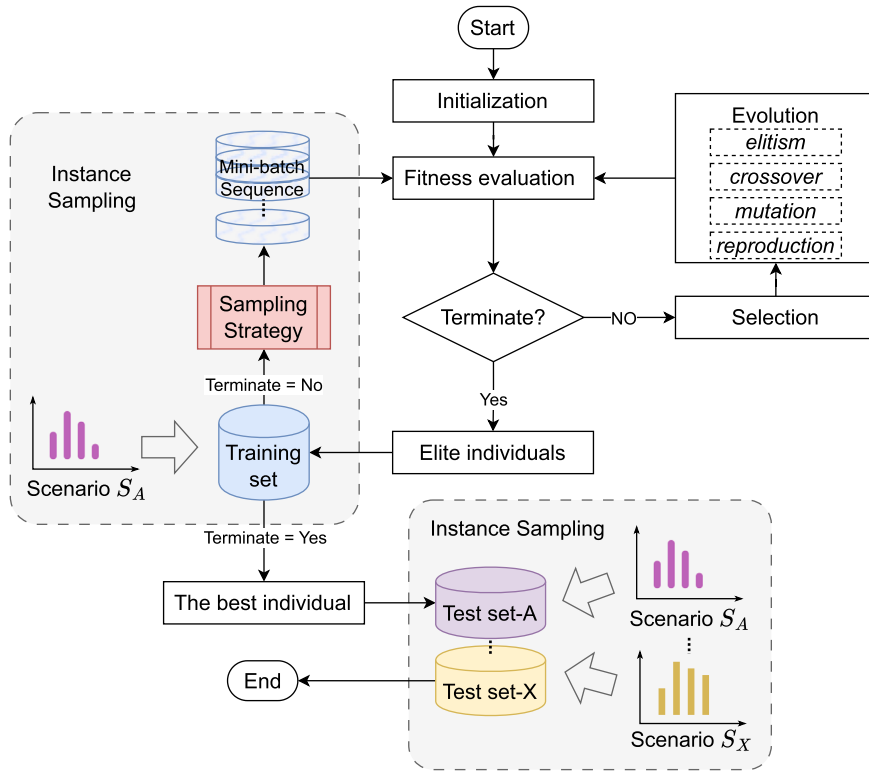 Start
Initialization
Evolution
elitism
crossover
mutation
reproduction
Instance
Sampling
Mini-batch
Sequence
Fitness evaluation
Sampling
Strategy
Terminate?
NO
Selection
Terminate = No
Yes
Training
set
Elite individuals
Scenario S_A
Terminate = Yes
Instance Sampling
The best individual
Test set-A
Scenario S_A
End
Test set-X
Scenario S_X